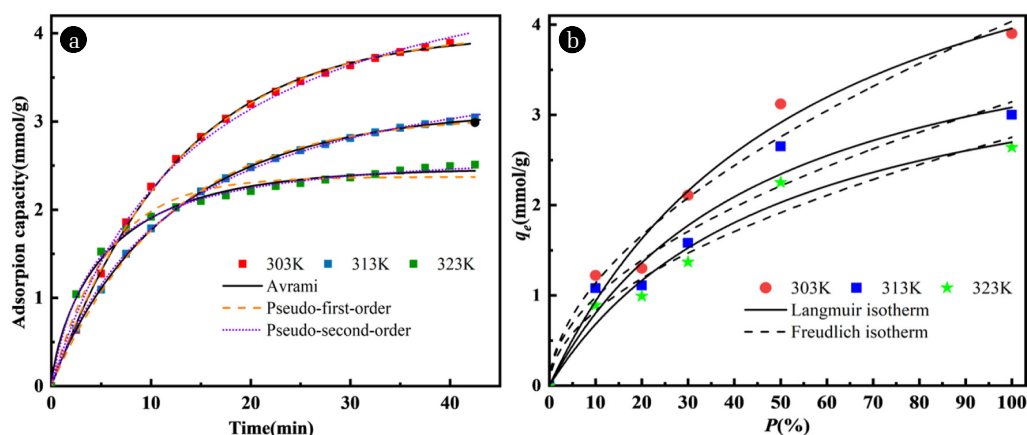 a
Adsorpion capacity(mmol/g)
4
3
2
1
0
303K 313K 323K
Avrami
Pseudo-first-order
Pseudo-second-order
0 10 20 30 40
Time(min)
b
qe(mmol/g)
4
3
2
1
0
303K 313K 323K
Langmuir isotherm
Freudlich isotherm
0 10 20 30 40 50 60 70 80 90 100
P(%)